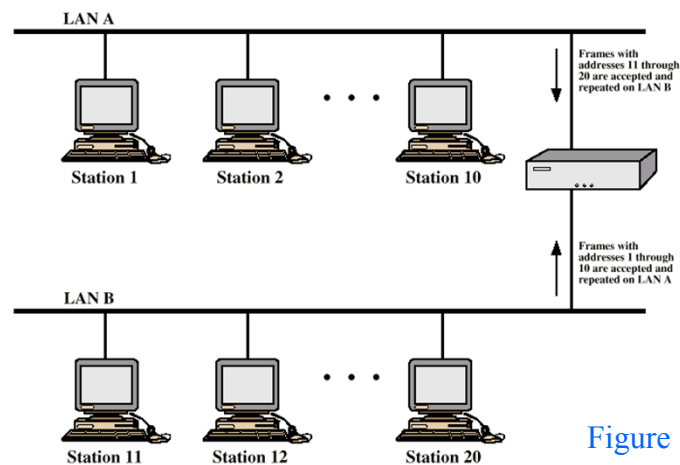 LAN A
Frames with
addresses 11 through
20 are accepted and
repeated on LAN B
Station 1
Station 2
Station 10
Frames with
addresses 1 through
10 are accepted and
repeated on LAN A
LAN B
Station 11
Station 12
Station 20
Figure